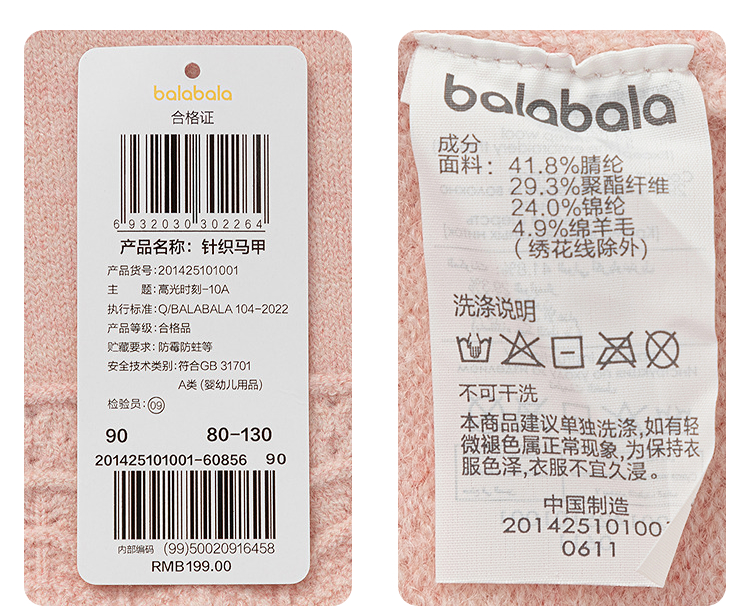 balabala
合格证
6932030302264
产品名称：针织马甲
产品货号:201425101001
主 题:高光时刻-10A
执行标准:Q/BALABALA 104-2022
产品等级:合格品
贮藏要求: 防霉防蛀等
安全技术类别:符合GB 31701
A类 (婴幼儿用品)
检验员: 09
90 80-130
201425101001-60856 90
内部编码 (99)50020916458
RMB199.00
balabala
成分
面料: 41.8%腈纶
29.3%聚酯纤维
24.0%锦纶
4.9%绵羊毛
(绣花线除外)
洗涤说明
不可干洗
本商品建议单独洗涤,如有轻
微褪色属正常现象,为保持衣
服色泽,衣服不宜久浸。
中国制造
20142510100
0611